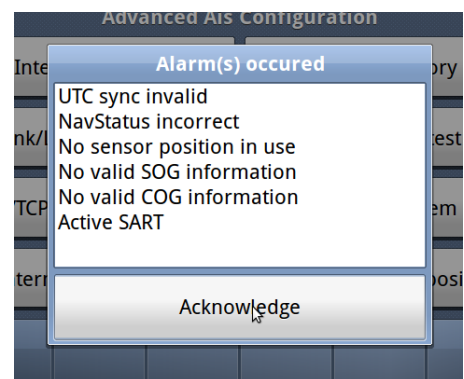 Advanced Ais Configuration
Alarm(s) occured
UTC sync invalid
NavStatus incorrect
No sensor position in use
No valid SOG information
No valid COG information
Active SART
Acknowledge